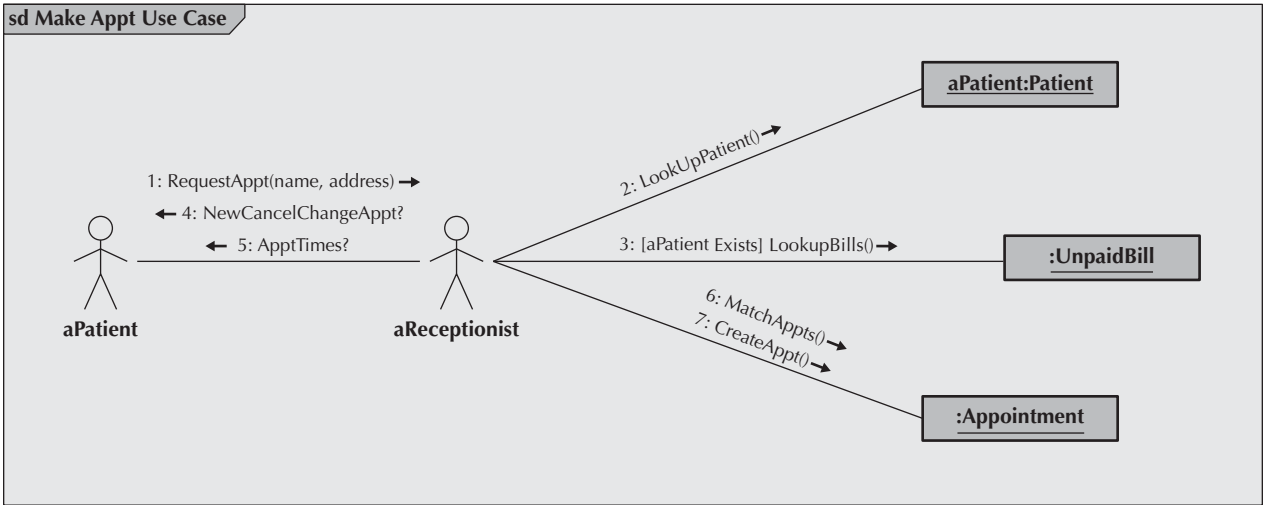 sd Make Appt Use Case
aPatient:Patient
2: LookUpPatient()
1: RequestAppt(name, address)
4: NewCancelChangeAppt?
5: ApptTimes?
3: [aPatient Exists] LookupBills()
:UnpaidBill
aPatient
aReceptionist
6: MatchAppts()
7: CreateAppt()
:Appointment